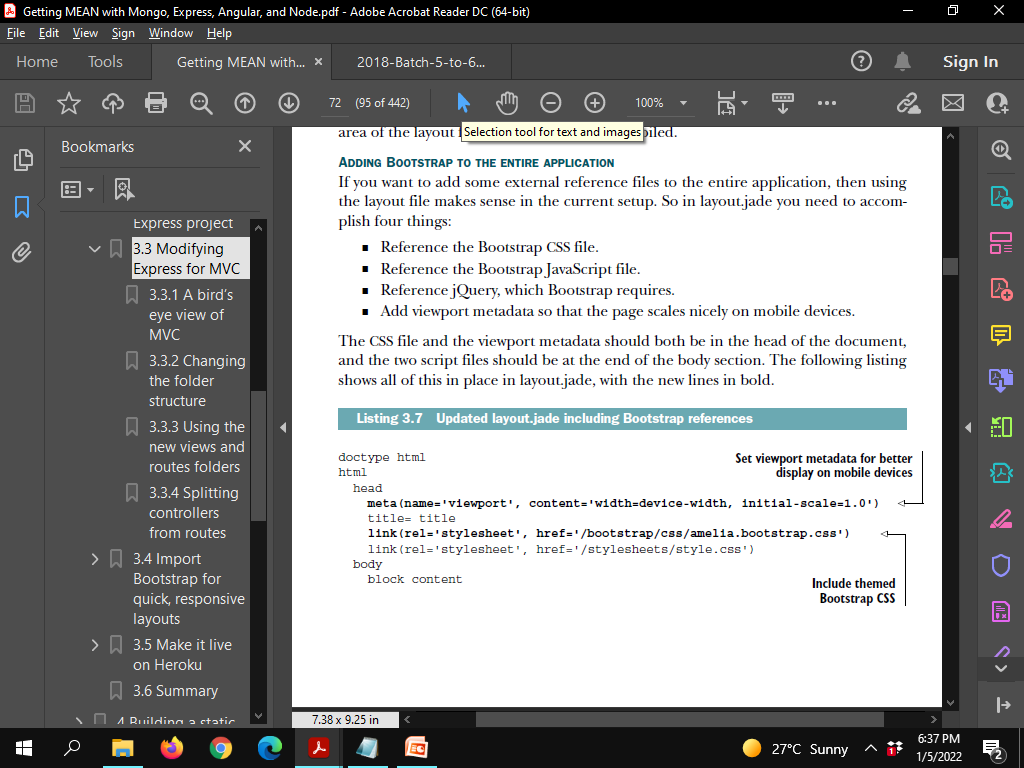 Getting MEAN with Mongo, Express, Angular, and Node.pdf - Adobe Acrobat Reader DC (64-bit)
File Edit View Sign Window Help
Home Tools Getting MEAN with... × 2018-Batch-5-to-6... Sign In
72 (95 of 442) 100%
Selection tool for text and images
Bookmarks
Express project
3.3 Modifying
Express for MVC
3.3.1 A bird's
eye view of
MVC
3.3.2 Changing
the folder
structure
3.3.3 Using the
new views and
routes folders
3.3.4 Splitting
controllers
from routes
3.4 Import
Bootstrap for
quick, responsive
layouts
3.5 Make it live
on Heroku
3.6 Summary
4 Building a static
area of the layout
ADDING BOOTSTRAP TO THE ENTIRE APPLICATION
If you want to add some external reference files to the entire application, then using
the layout file makes sense in the current setup. So in layout.jade you need to accom-
plish four things:
■ Reference the Bootstrap CSS file.
■ Reference the Bootstrap JavaScript file.
■ Reference jQuery, which Bootstrap requires.
■ Add viewport metadata so that the page scales nicely on mobile devices.
The CSS file and the viewport metadata should both be in the head of the document,
and the two script files should be at the end of the body section. The following listing
shows all of this in place in layout.jade, with the new lines in bold.
Listing 3.7 Updated layout.jade including Bootstrap references
Set viewport metadata for better
display on mobile devices
doctype html
html
head
meta(name='viewport', content='width=device-width, initial-scale=1.0')
title= title
link(rel='stylesheet', href='/bootstrap/css/amelia.bootstrap.css')
link(rel='stylesheet', href='/stylesheets/style.css')
body
block content
Include themed
Bootstrap CSS
7.38 x 9.25 in
27°C Sunny
1
6:37 PM
1/5/2022
2